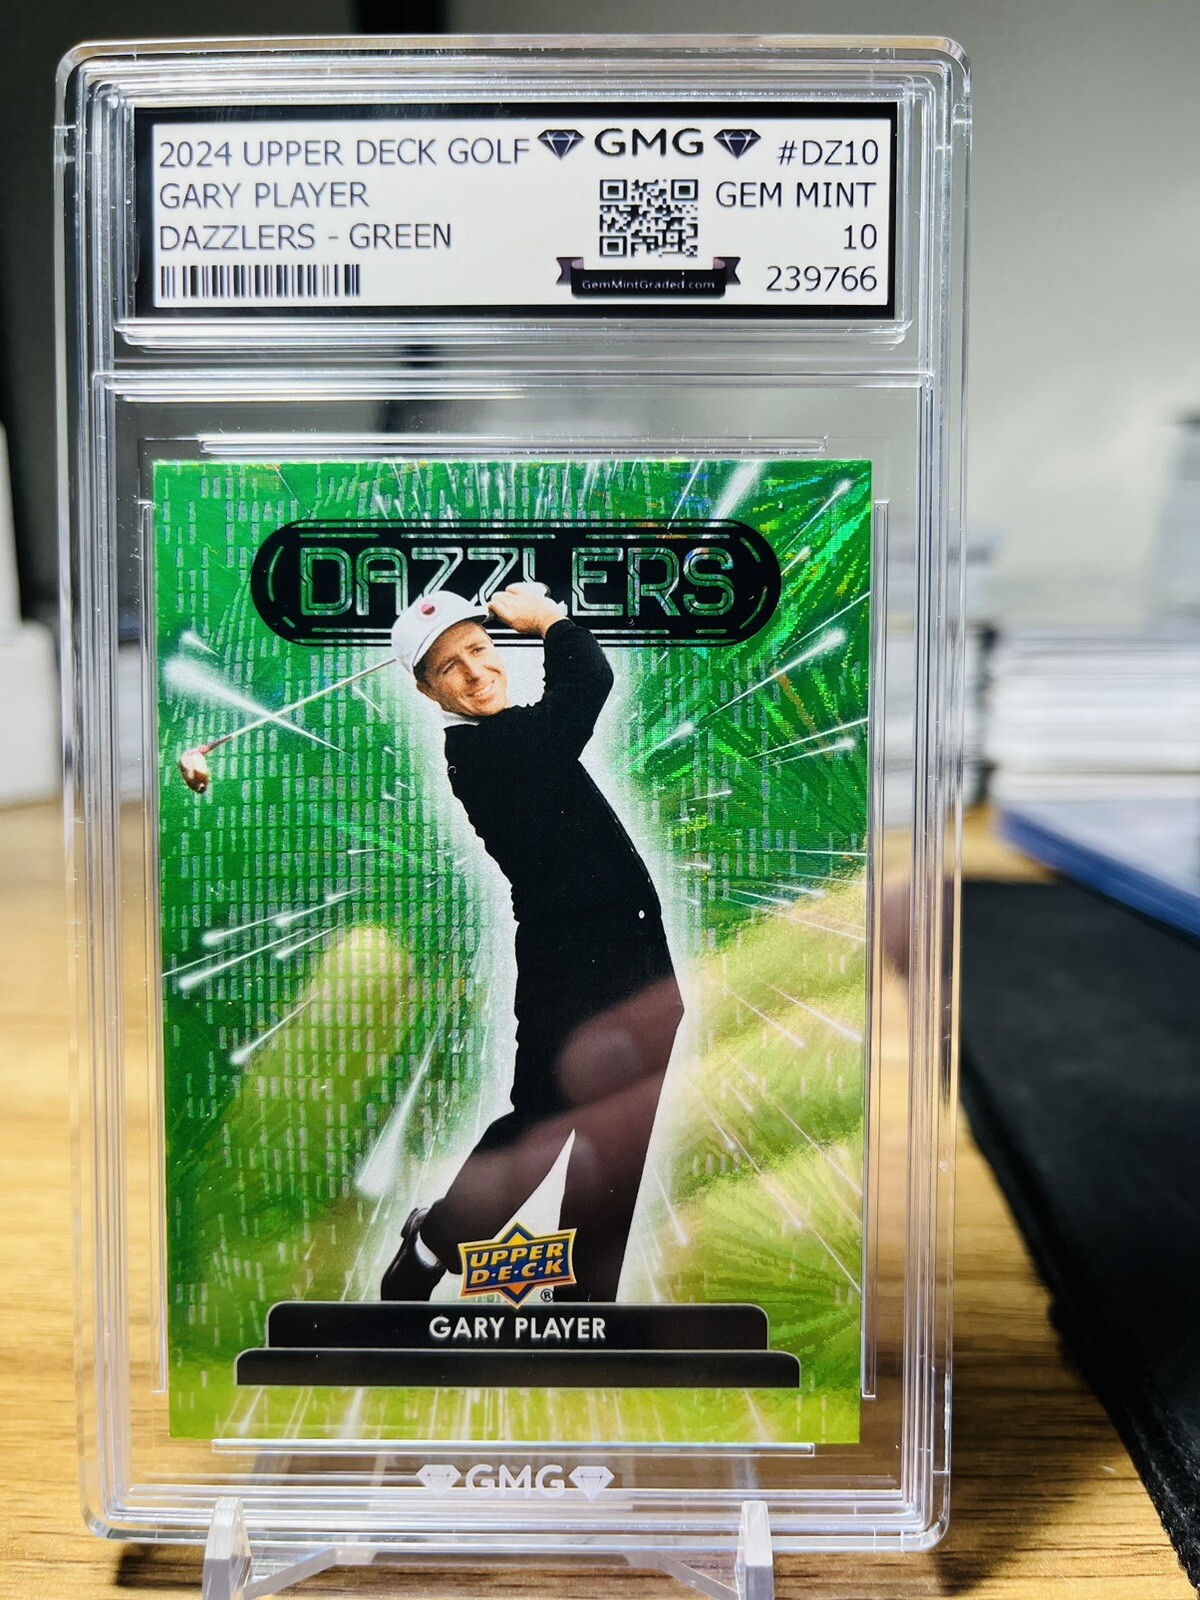 2024 UPPER DECK GOLF
GARY PLAYER
DAZZLERS - GREEN
GMG
GemMintGraded.com
#DZ10
GEM MINT
10
239766
DAZZLERS
UPPER
D·E·C·K
®
GARY PLAYER
GMG